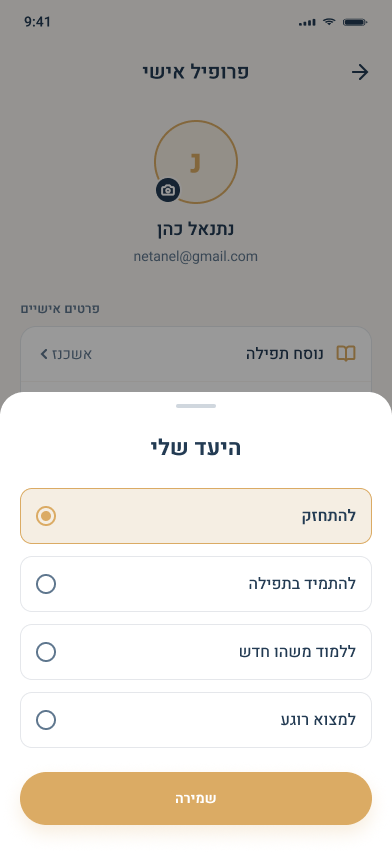 9:41
פרופיל אישי
נ
נתנאל כהן
netanel@gmail.com
פרטים אישיים
נוסח תפילה
אשכנז
היעד שלי
להתחזק
להתמיד בתפילה
ללמוד משהו חדש
למצוא רוגע
שמירה